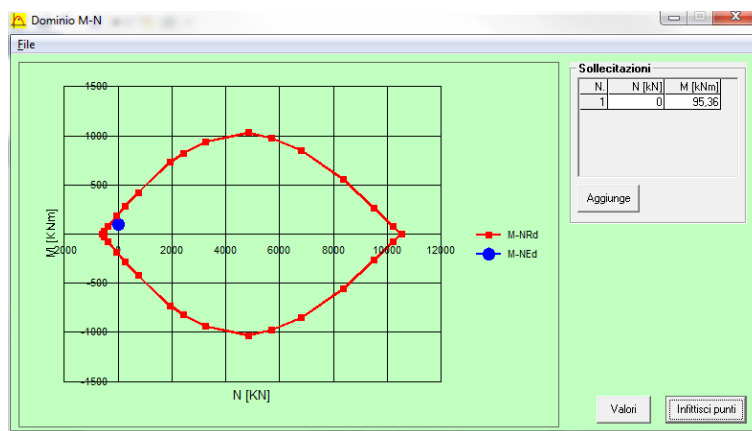 Dominio M-N
File
1500
1000
500
-500
-1000
-1500
M [KNm]
2000
0
2000
4000
6000
8000
10000
12000
N [KN]
M-NRd
M-NEd
Sollecitazioni
N. N [kN] M [kNm]
1 0 95,36
Aggiunge
Valori
Infittisci punti